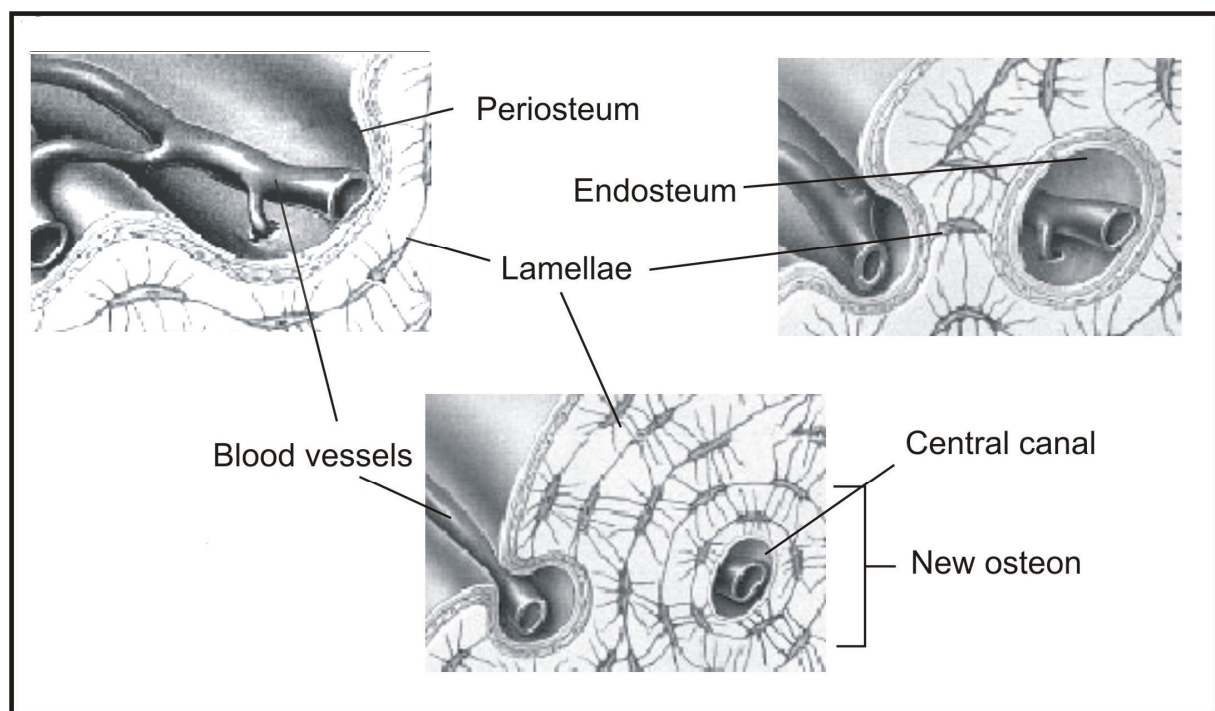 Periosteum
Endosteum
Lamellae
Blood vessels
Central canal
New osteon